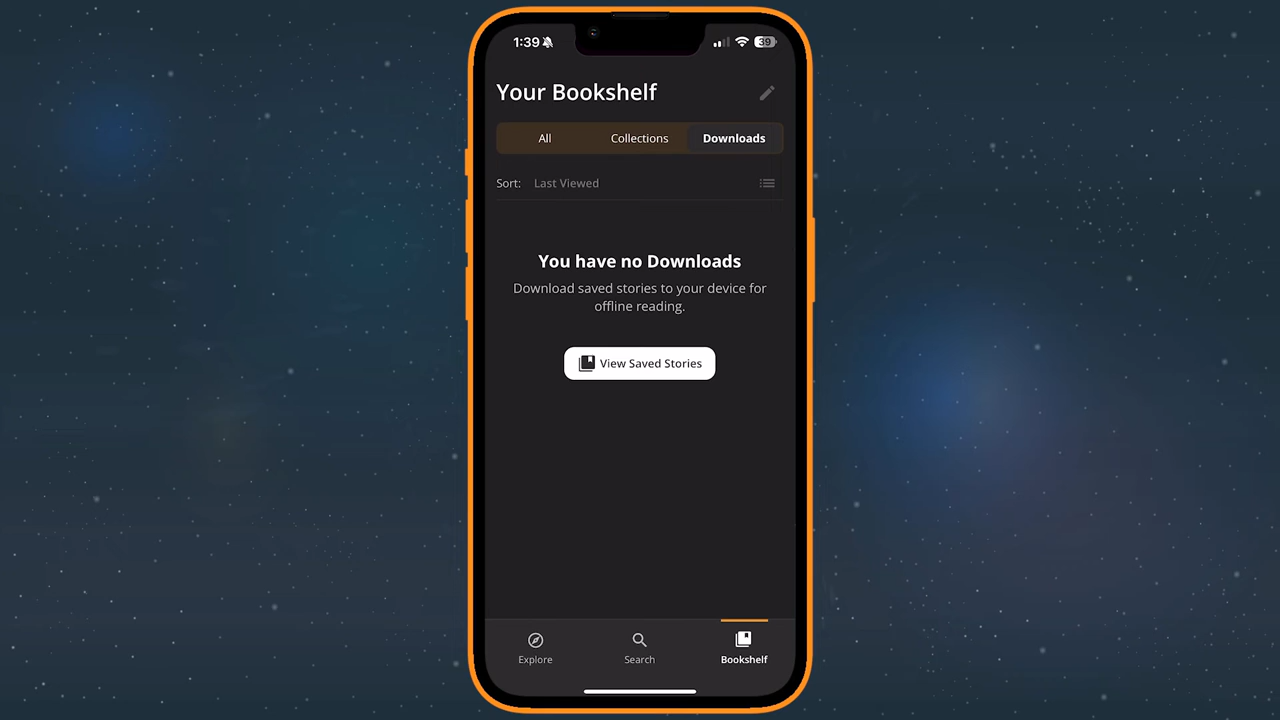 1:39
39
Your Bookshelf
All Collections Downloads
Sort: Last Viewed
You have no Downloads
Download saved stories to your device for
offline reading.
View Saved Stories
Explore Search Bookshelf